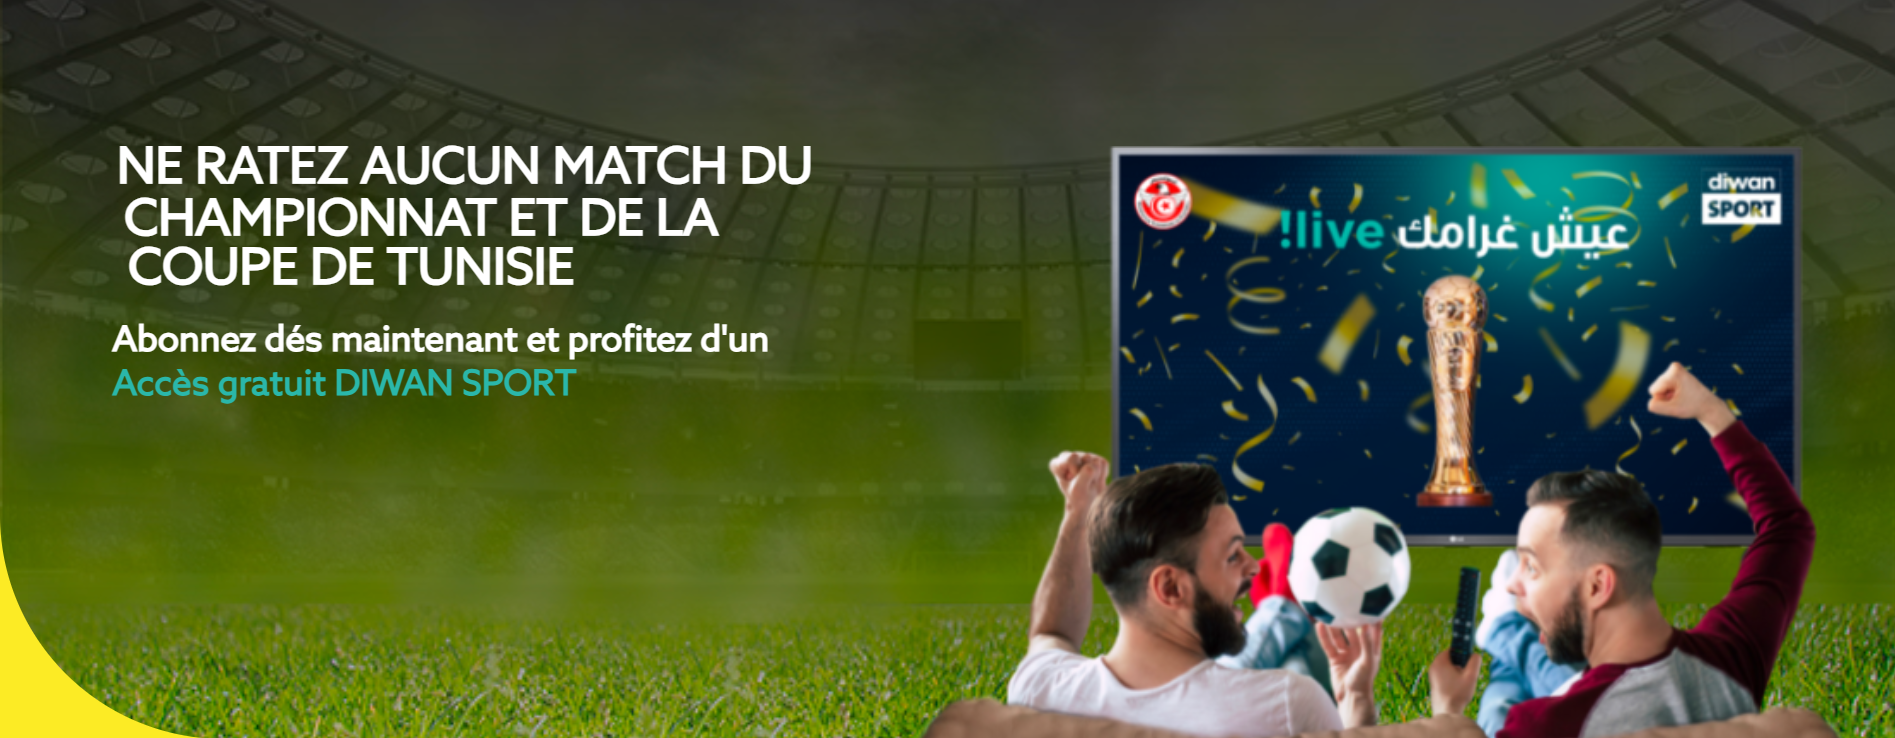 NE RATEZ AUCUN MATCH DU
CHAMPIONNAT ET DE LA
COUPE DE TUNISIE
Abonnez dés maintenant et profitez d'un
Accès gratuit DIWAN SPORT
عيش غرامك live!
diwan
SPORT
LG